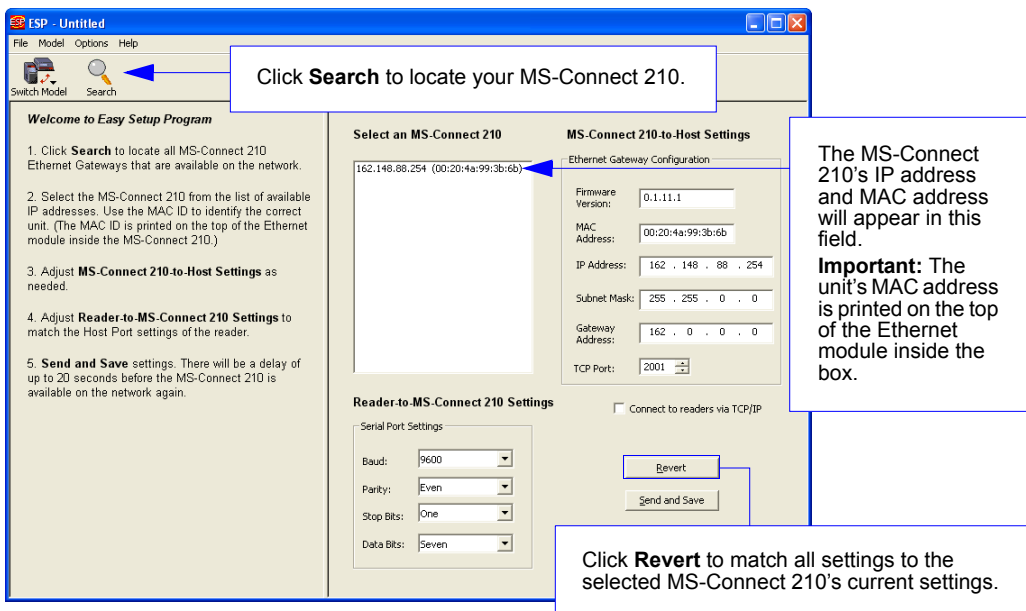 ESP - Untitled
File Model Options Help
Switch Model Search
Click Search to locate your MS-Connect 210.
Welcome to Easy Setup Program
1. Click Search to locate all MS-Connect 210
Ethernet Gateways that are available on the network.
2. Select the MS-Connect 210 from the list of available
IP addresses. Use the MAC ID to identify the correct
unit. (The MAC ID is printed on the top of the Ethernet
module inside the MS-Connect 210.)
3. Adjust MS-Connect 210-to-Host Settings as
needed.
4. Adjust Reader-to-MS-Connect 210 Settings to
match the Host Port settings of the reader.
5. Send and Save settings. There will be a delay of
up to 20 seconds before the MS-Connect 210 is
available on the network again.
Select an MS-Connect 210
162.148.88.254 (00:20:4a:99:3b:6b)
MS-Connect 210-to-Host Settings
Ethernet Gateway Configuration
Firmware
Version: 0.1.11.1
MAC
Address: 00:20:4a:99:3b:6b
IP Address: 162 . 148 . 88 . 254
Subnet Mask: 255 . 255 . 0 . 0
Gateway
Address: 162 . 0 . 0 . 0
TCP Port: 2001
Connect to readers via TCP/IP
Reader-to-MS-Connect 210 Settings
Serial Port Settings
Baud: 9600
Parity: Even
Stop Bits: One
Data Bits: Seven
Revert
Send and Save
The MS-Connect
210's IP address
and MAC address
will appear in this
field.
Important: The
unit's MAC address
is printed on the top
of the Ethernet
module inside the
box.
Click Revert to match all settings to the
selected MS-Connect 210's current settings.